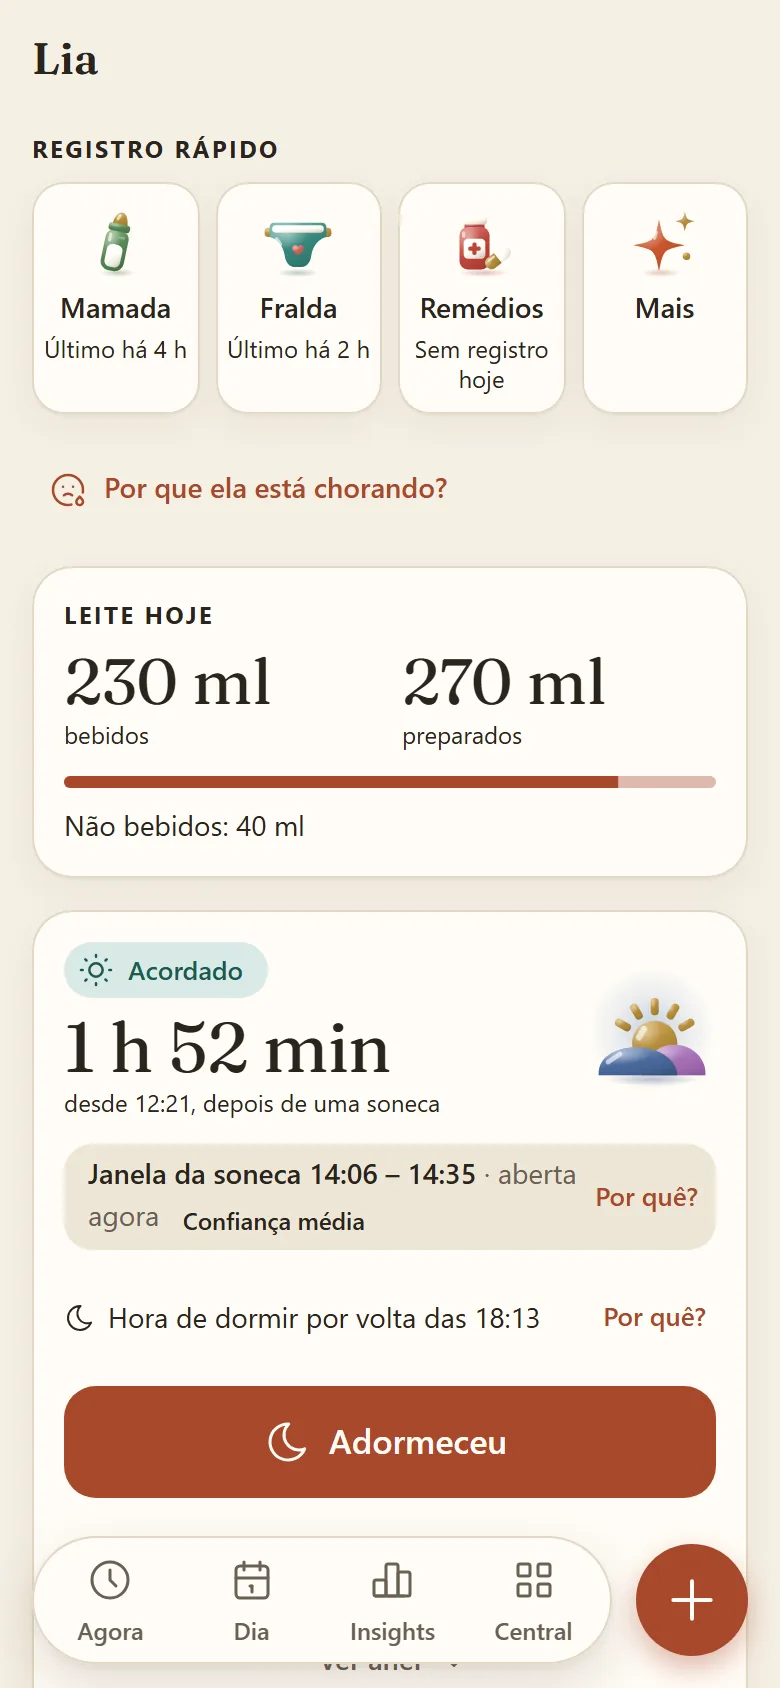 Lia
REGISTRO RÁPIDO
Mamada
Último há 4 h
Fralda
Último há 2 h
Remédios
Sem registro
hoje
Mais
Por que ela está chorando?
LEITE HOJE
230 ml
bebidos
270 ml
preparados
Não bebidos: 40 ml
Acordado
1 h 52 min
desde 12:21, depois de uma soneca
Janela da soneca 14:06 – 14:35 · aberta
agora Confiança média
Por quê?
Hora de dormir por volta das 18:13
Por quê?
Adormeceu
Agora
Dia
Insights
Central